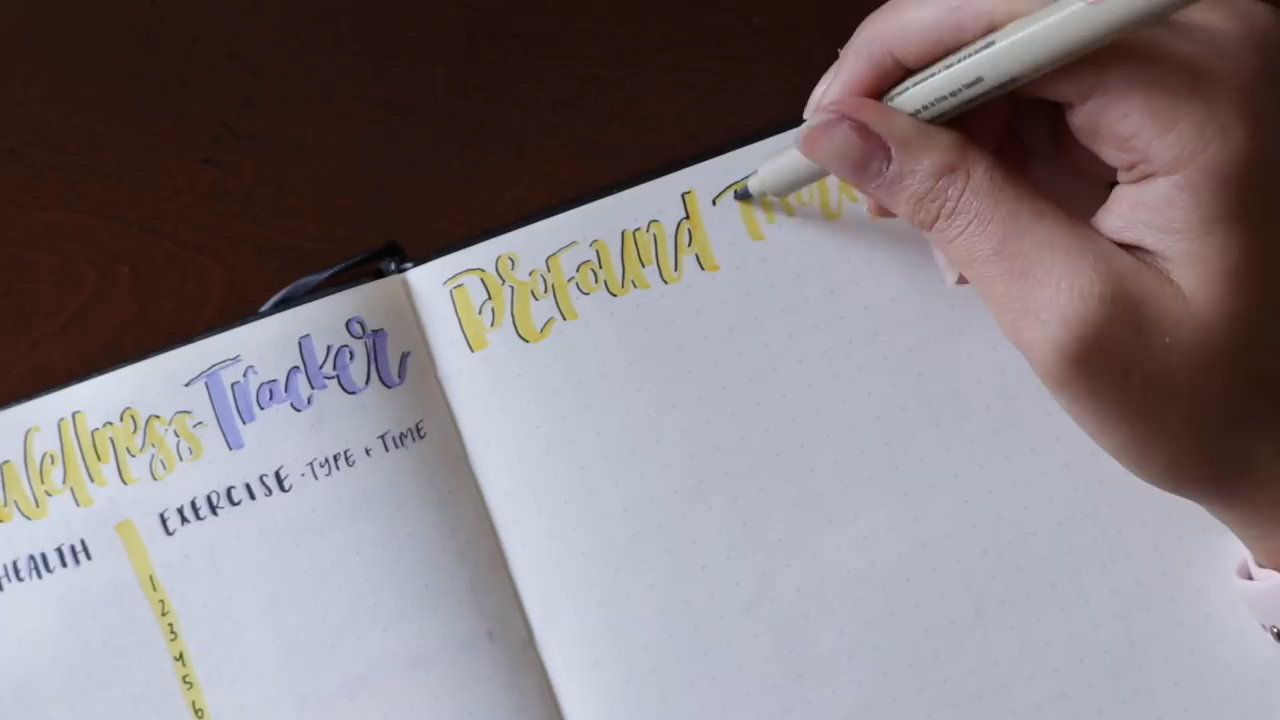 Wellness Tracker
HEALTH
EXERCISE - TYPE + TIME
1
2
3
4
5
6
PROFOUND